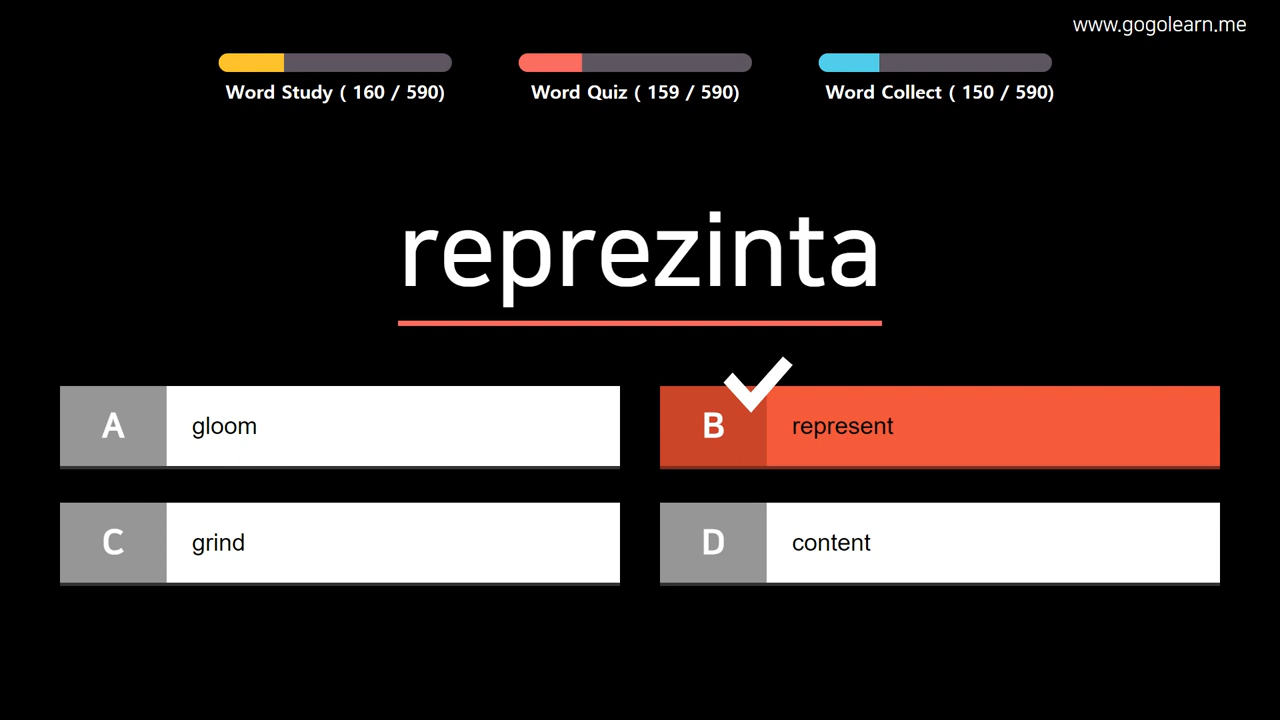 www.gogolearn.me
Word Study ( 160 / 590)
Word Quiz ( 159 / 590)
Word Collect ( 150 / 590)
reprezinta
A
gloom
B
represent
C
grind
D
content